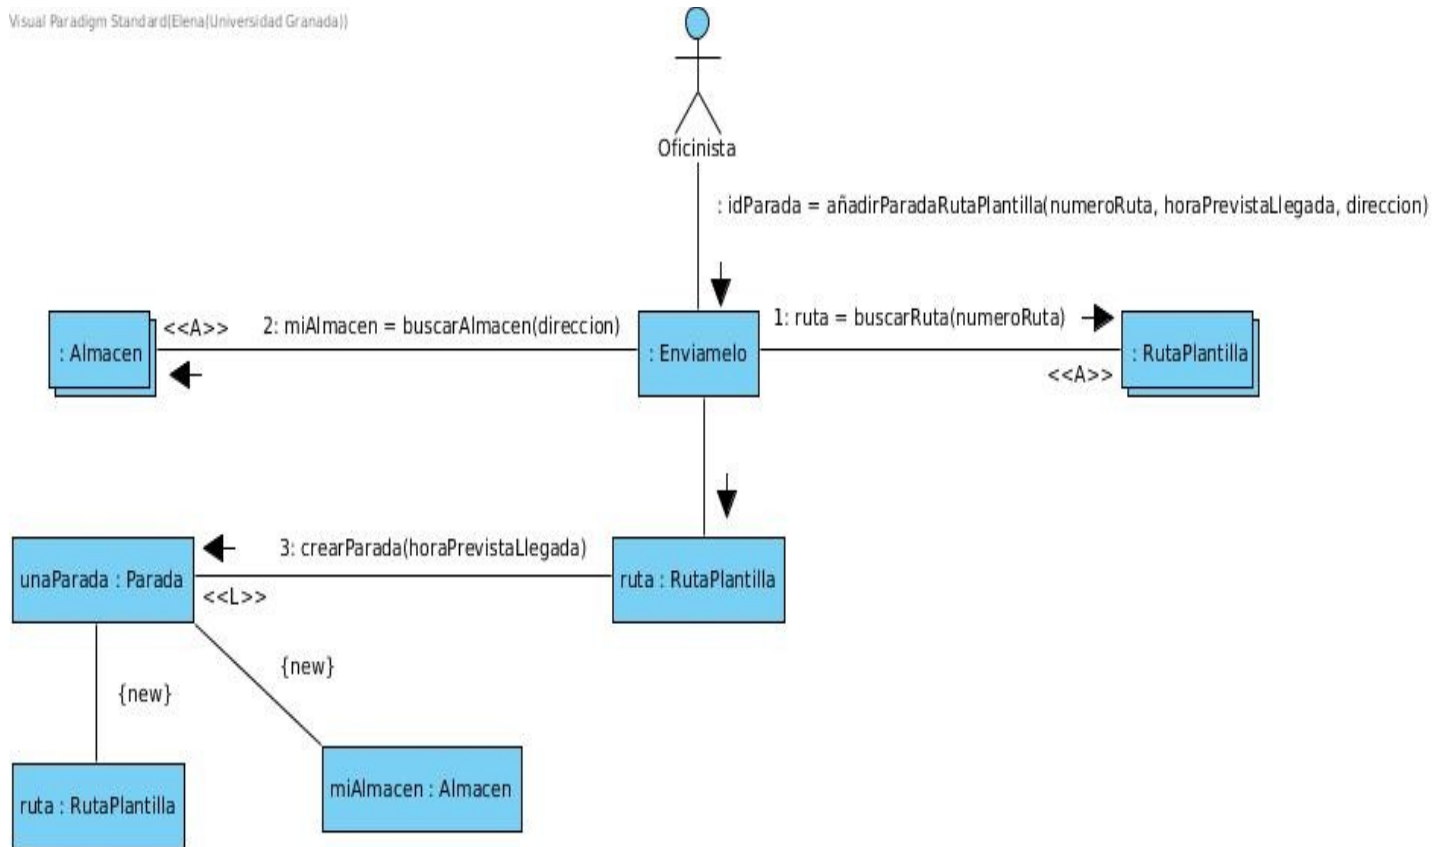 Visual Paradigm Standard(Elena(Universidad Granada))
Oficinista
: idParada = añadirParadaRutaPlantilla(numeroRuta, horaPrevistaLlegada, direccion)
<<A>>
2: miAlmacen = buscarAlmacen(direccion)
1: ruta = buscarRuta(numeroRuta)
: Almacen
: Enviamelo
: RutaPlantilla
<<A>>
3: crearParada(horaPrevistaLlegada)
unaParada : Parada
ruta : RutaPlantilla
<<L>>
{new}
{new}
miAlmacen : Almacen
ruta : RutaPlantilla